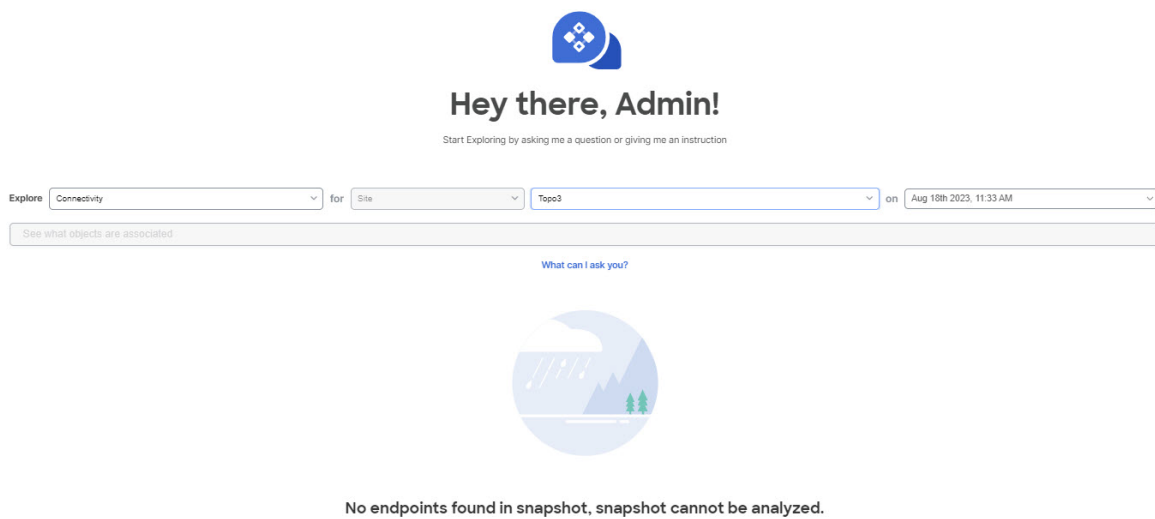 Hey there, Admin!
Start Exploring by asking me a question or giving me an instruction
Explore Connectivity for Site Topo3 on Aug 18th 2023, 11:33 AM
See what objects are associated
What can I ask you?
No endpoints found in snapshot, snapshot cannot be analyzed.